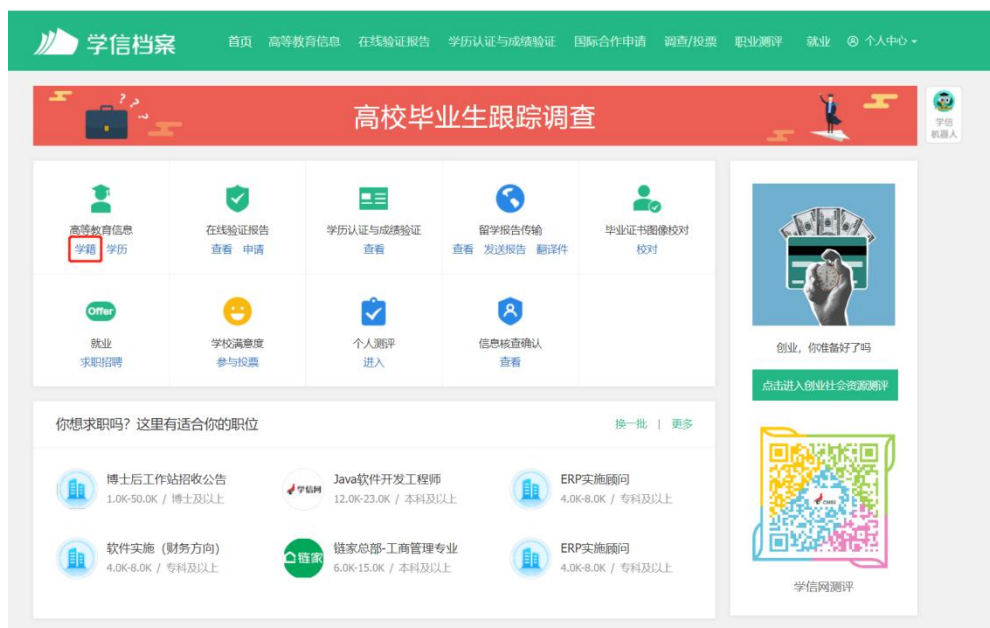 学信档案
首页 高等教育信息 在线验证报告 学历认证与成绩验证 国际合作申请 调查/投票 职业测评 就业 个人中心
高校毕业生跟踪调查
学信
机器人
高等教育信息
学籍 学历
在线验证报告
查看 申请
学历认证与成绩验证
查看
留学报告传输
查看 发送报告 翻译件
毕业证书图像校对
校对
Offer
就业
求职招聘
学校满意度
参与投票
个人测评
进入
信息核查确认
查看
创业,你准备好了吗
点击进入创业社会资源测评
你想求职吗?这里有适合你的职位
换一批 | 更多
博士后工作站招收公告
1.0K-50.0K / 博士及以上
学信网
Java软件开发工程师
12.0K-23.0K / 本科及以上
ERP实施顾问
4.0K-8.0K / 专科及以上
软件实施(财务方向)
4.0K-8.0K / 专科及以上
链家
链家总部-工商管理专业
6.0K-15.0K / 本科及以上
ERP实施顾问
4.0K-8.0K / 专科及以上
CHSI
学信网测评